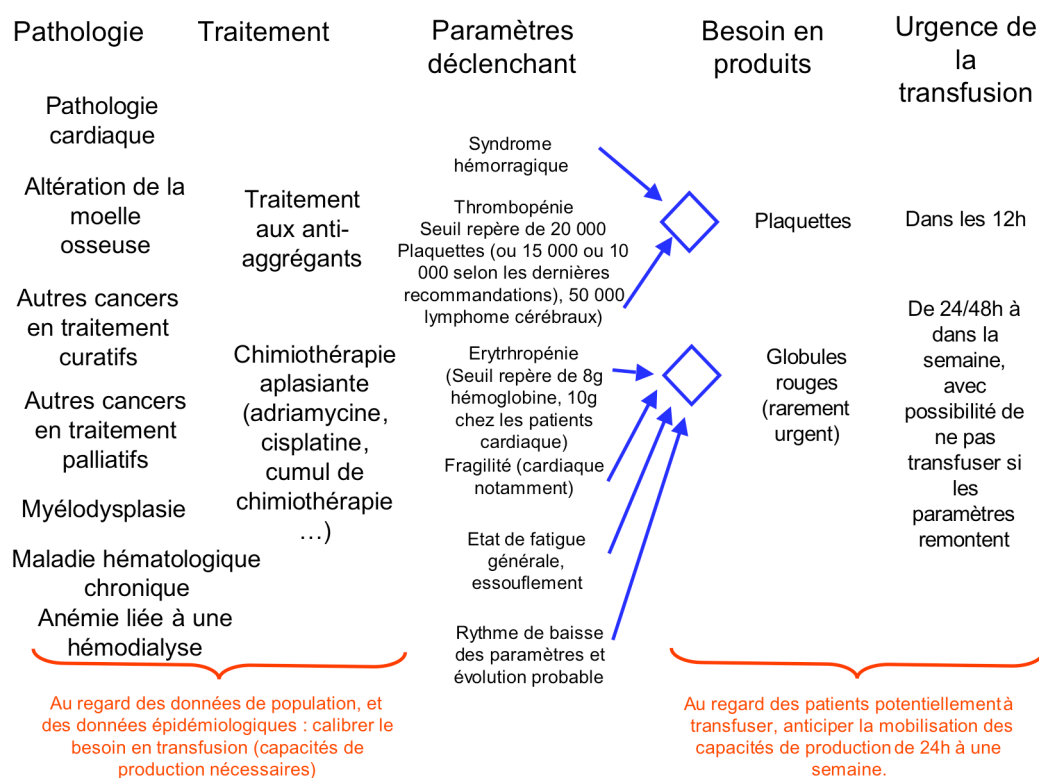 Pathologie
Traitement
Paramètres
déclenchant
Besoin en
produits
Urgence de
la
transfusion
Pathologie
cardiaque
Altération de la
moelle
osseuse
Autres cancers
en traitement
curatifs
Autres cancers
en traitement
palliatifs
Myélodysplasie
Maladie hématologique
chronique
Anémie liée à une
hémodialyse
Traitement
aux anti-
aggrégants
Chimiothérapie
aplasiante
(adriamycine,
cisplatine,
cumul de
chimiothérapie
…)
Syndrome
hémorragique
Thrombopénie
Seuil repère de 20 000
Plaquettes (ou 15 000 ou 10
000 selon les dernières
recommandations), 50 000
lymphome cérébraux)
Erytrhropénie
(Seuil repère de 8g
hémoglobine, 10g
chez les patients
cardiaque)
Fragilité (cardiaque
notamment)
Etat de fatigue
générale,
essouflement
Rythme de baisse
des paramètres et
évolution probable
Plaquettes
Globules
rouges
(rarement
urgent)
Dans les 12h
De 24/48h à
dans la
semaine,
avec
possibilité de
ne pas
transfuser si
les
paramètres
remontent
Au regard des données de population, et
des données épidémiologiques : calibrer le
besoin en transfusion (capacités de
production nécessaires)
Au regard des patients potentiellement à
transfuser, anticiper la mobilisation des
capacités de production de 24h à une
semaine.